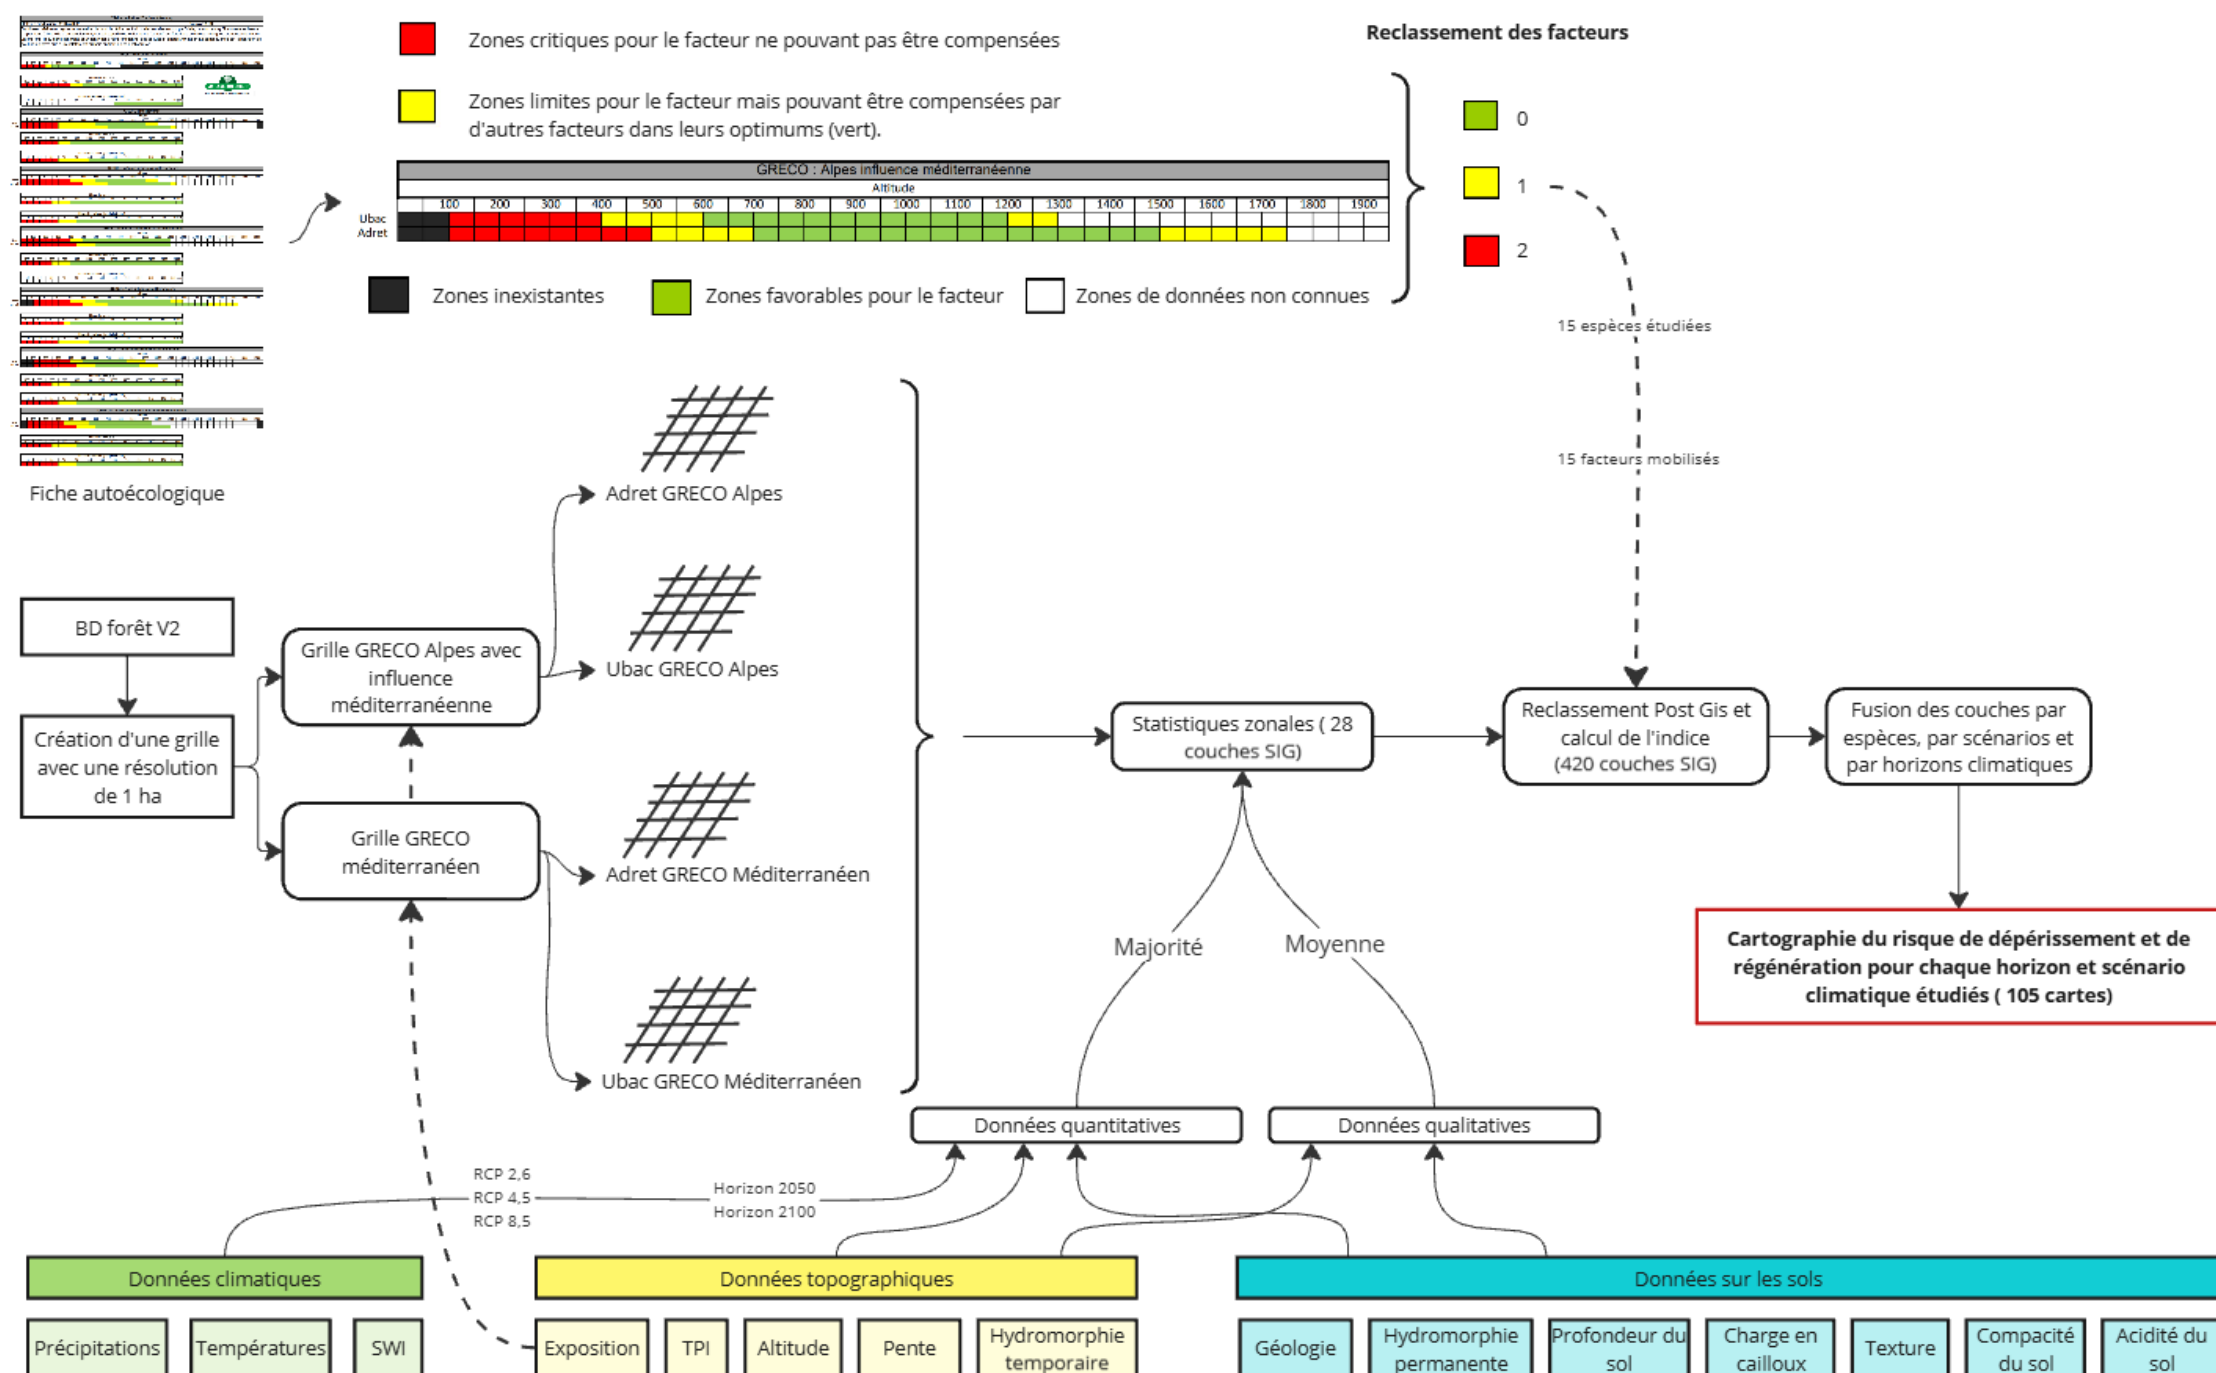 Zones critiques pour le facteur ne pouvant pas être compensées
Zones limites pour le facteur mais pouvant être compensées par
d'autres facteurs dans leurs optimums (vert).
Reclassement des facteurs
0
1
2
GRECO : Alpes influence méditerranéenne
Altitude
100 200 300 400 500 600 700 800 900 1000 1100 1200 1300 1400 1500 1600 1700 1800 1900
Ubac
Adret
Zones inexistantes
Zones favorables pour le facteur
Zones de données non connues
15 espèces étudiées
15 facteurs mobilisés
Fiche autoécologique
Adret GRECO Alpes
Ubac GRECO Alpes
Adret GRECO Méditerranéen
Ubac GRECO Méditerranéen
BD forêt V2
Création d'une grille
avec une résolution
de 1 ha
Grille GRECO Alpes avec
influence
méditerranéenne
Grille GRECO
méditerranéen
Statistiques zonales ( 28
couches SIG)
Reclassement Post Gis et
calcul de l'indice
(420 couches SIG)
Fusion des couches par
espèces, par scénarios et
par horizons climatiques
Cartographie du risque de dépérissement et de
régénération pour chaque horizon et scénario
climatique étudiés ( 105 cartes)
Majorité
Moyenne
Données quantitatives
Données qualitatives
RCP 2,6
RCP 4,5
RCP 8,5
Horizon 2050
Horizon 2100
Données climatiques
Données topographiques
Données sur les sols
Précipitations
Températures
SWI
Exposition
TPI
Altitude
Pente
Hydromorphie
temporaire
Géologie
Hydromorphie
permanente
Profondeur du
sol
Charge en
cailloux
Texture
Compacité
du sol
Acidité du
sol